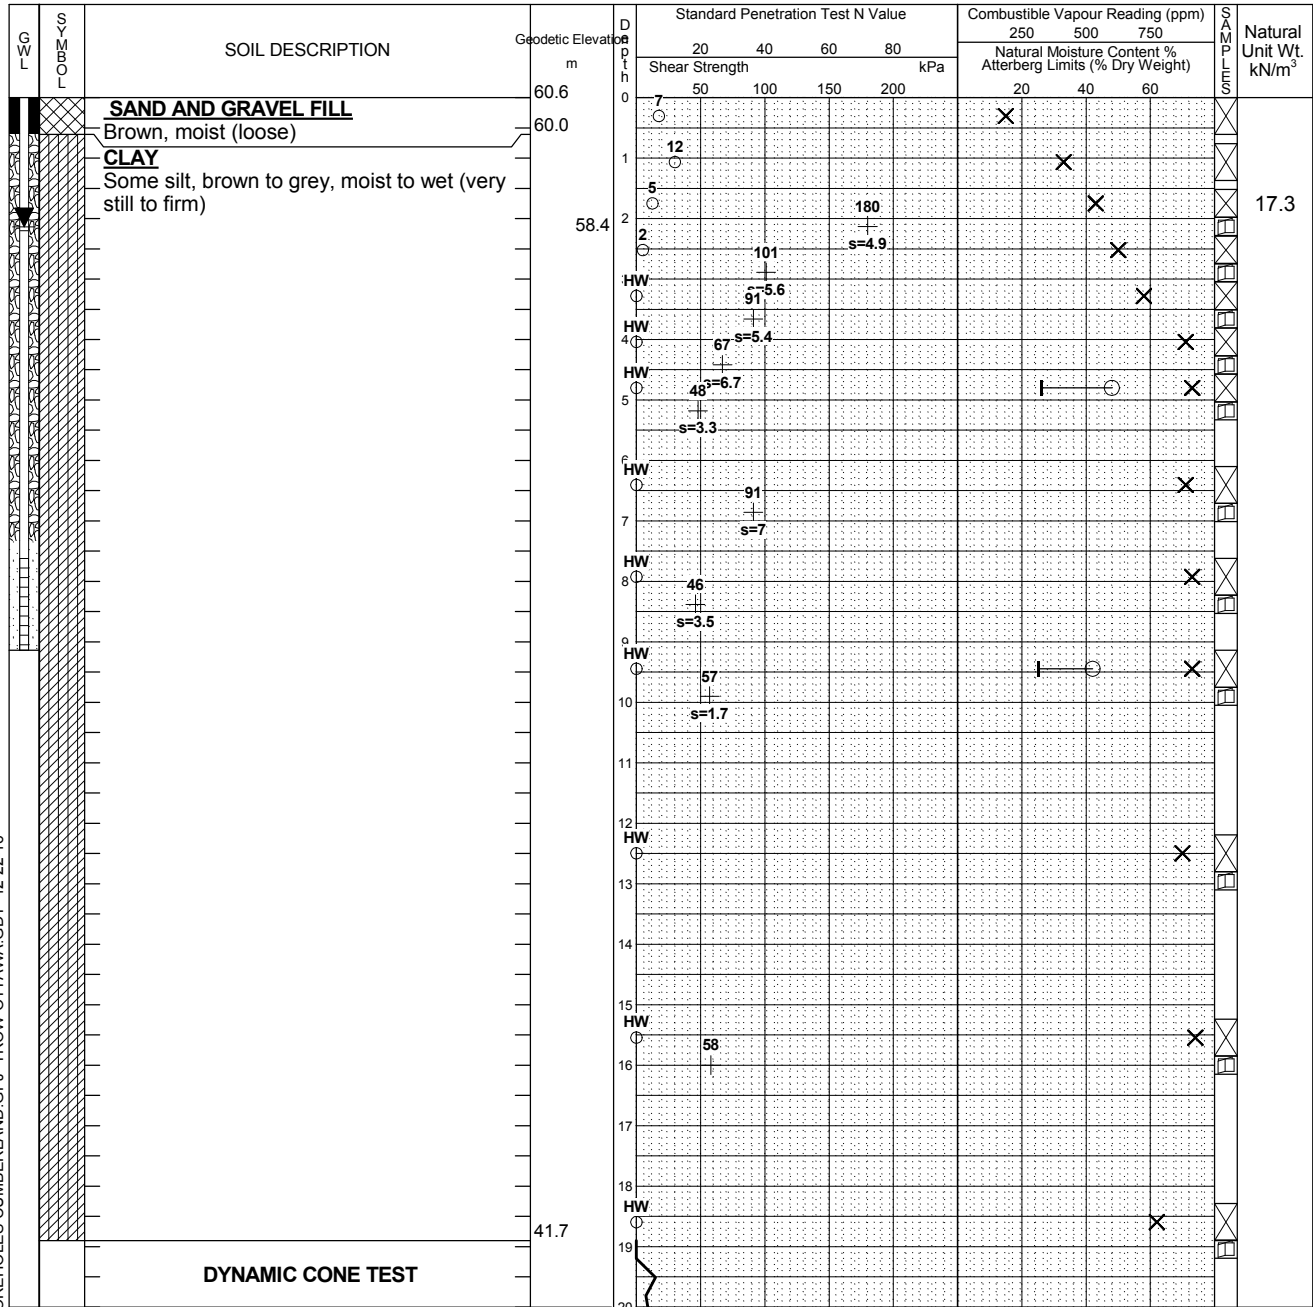 GWL
SYMBOL
SOIL DESCRIPTION
Geodetic Elevation
m
Depth
Standard Penetration Test N Value
20 40 60 80
Shear Strength kPa
50 100 150 200
Combustible Vapour Reading (ppm)
250 500 750
Natural Moisture Content %
Atterberg Limits (% Dry Weight)
20 40 60
SAMPLES
Natural
Unit Wt.
kN/m³
60.6
0
SAND AND GRAVEL FILL
Brown, moist (loose)
60.0
7
CLAY
Some silt, brown to grey, moist to wet (very
still to firm)
12
1
5
17.3
180
2
58.4
s=4.9
2
101
HW
s=5.6
91
s=5.4
4
HW
67
s=6.7
HW
48
5
s=3.3
6
HW
91
7
s=7
HW
8
46
s=3.5
9
HW
57
10
s=1.7
11
12
HW
13
14
15
HW
58
16
17
18
HW
41.7
19
DYNAMIC CONE TEST
20